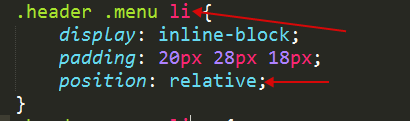 .header .menu li{
display: inline-block;
padding: 20px 28px 18px;
position: relative;
}